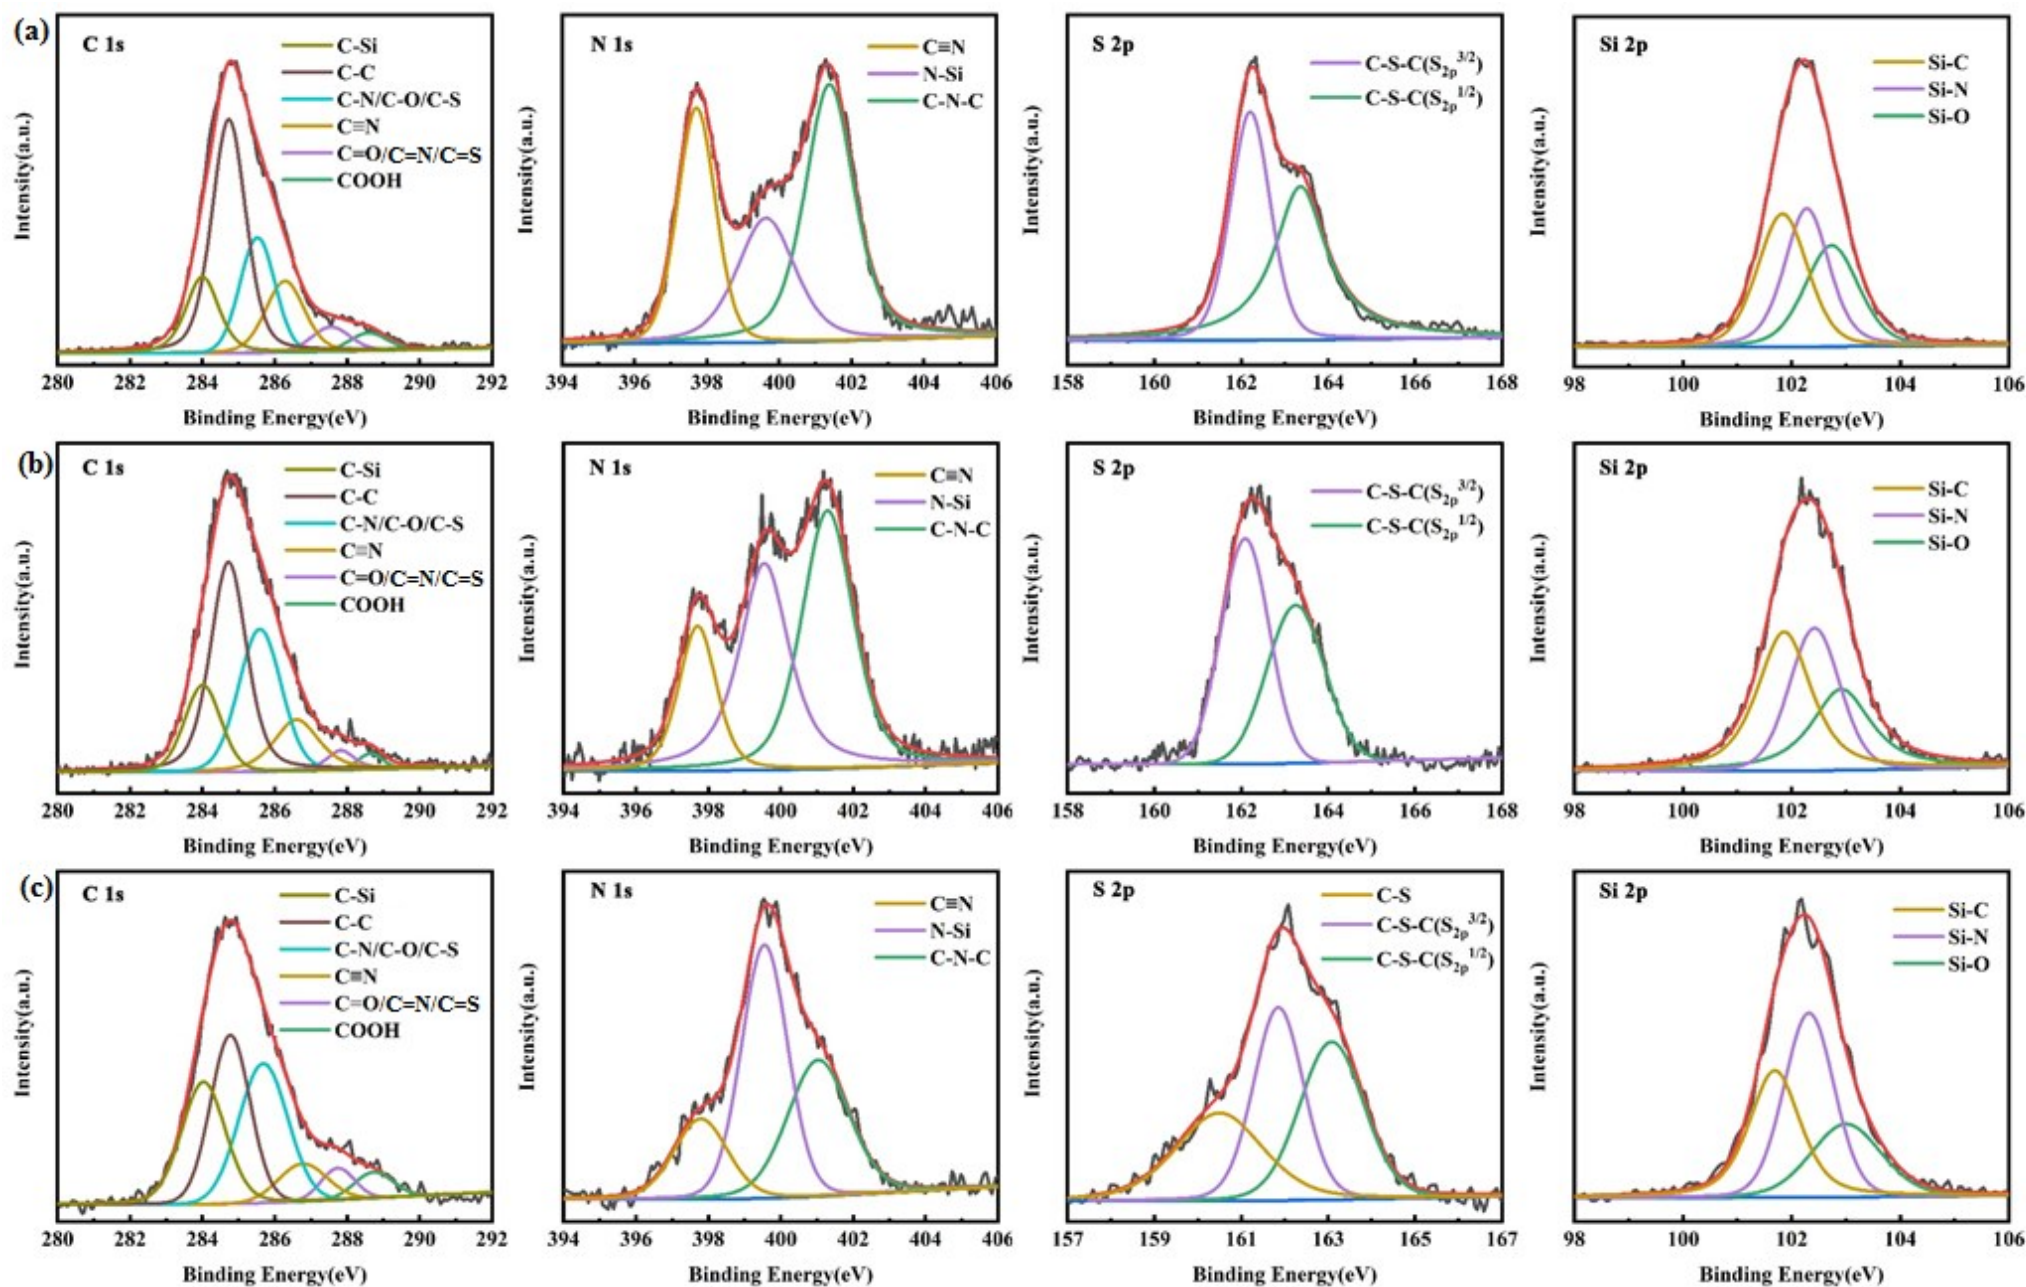 (a)
C 1s
C-Si
C-C
C-N/C-O/C-S
C≡N
C=O/C=N/C=S
COOH
Intensity(a.u.)
280 282 284 286 288 290 292
Binding Energy(eV)
N 1s
C≡N
N-Si
C-N-C
Intensity(a.u.)
394 396 398 400 402 404 406
Binding Energy(eV)
S 2p
C-S-C(S2p3/2)
C-S-C(S2p1/2)
Intensity(a.u.)
158 160 162 164 166 168
Binding Energy(eV)
Si 2p
Si-C
Si-N
Si-O
Intensity(a.u.)
98 100 102 104 106
Binding Energy(eV)
(b)
C 1s
C-Si
C-C
C-N/C-O/C-S
C≡N
C=O/C=N/C=S
COOH
Intensity(a.u.)
280 282 284 286 288 290 292
Binding Energy(eV)
N 1s
C≡N
N-Si
C-N-C
Intensity(a.u.)
394 396 398 400 402 404 406
Binding Energy(eV)
S 2p
C-S-C(S2p3/2)
C-S-C(S2p1/2)
Intensity(a.u.)
158 160 162 164 166 168
Binding Energy(eV)
Si 2p
Si-C
Si-N
Si-O
Intensity(a.u.)
98 100 102 104 106
Binding Energy(eV)
(c)
C 1s
C-Si
C-C
C-N/C-O/C-S
C≡N
C=O/C=N/C=S
COOH
Intensity(a.u.)
280 282 284 286 288 290 292
Binding Energy(eV)
N 1s
C≡N
N-Si
C-N-C
Intensity(a.u.)
394 396 398 400 402 404 406
Binding Energy(eV)
S 2p
C-S
C-S-C(S2p3/2)
C-S-C(S2p1/2)
Intensity(a.u.)
157 159 161 163 165 167
Binding Energy(eV)
Si 2p
Si-C
Si-N
Si-O
Intensity(a.u.)
98 100 102 104 106
Binding Energy(eV)